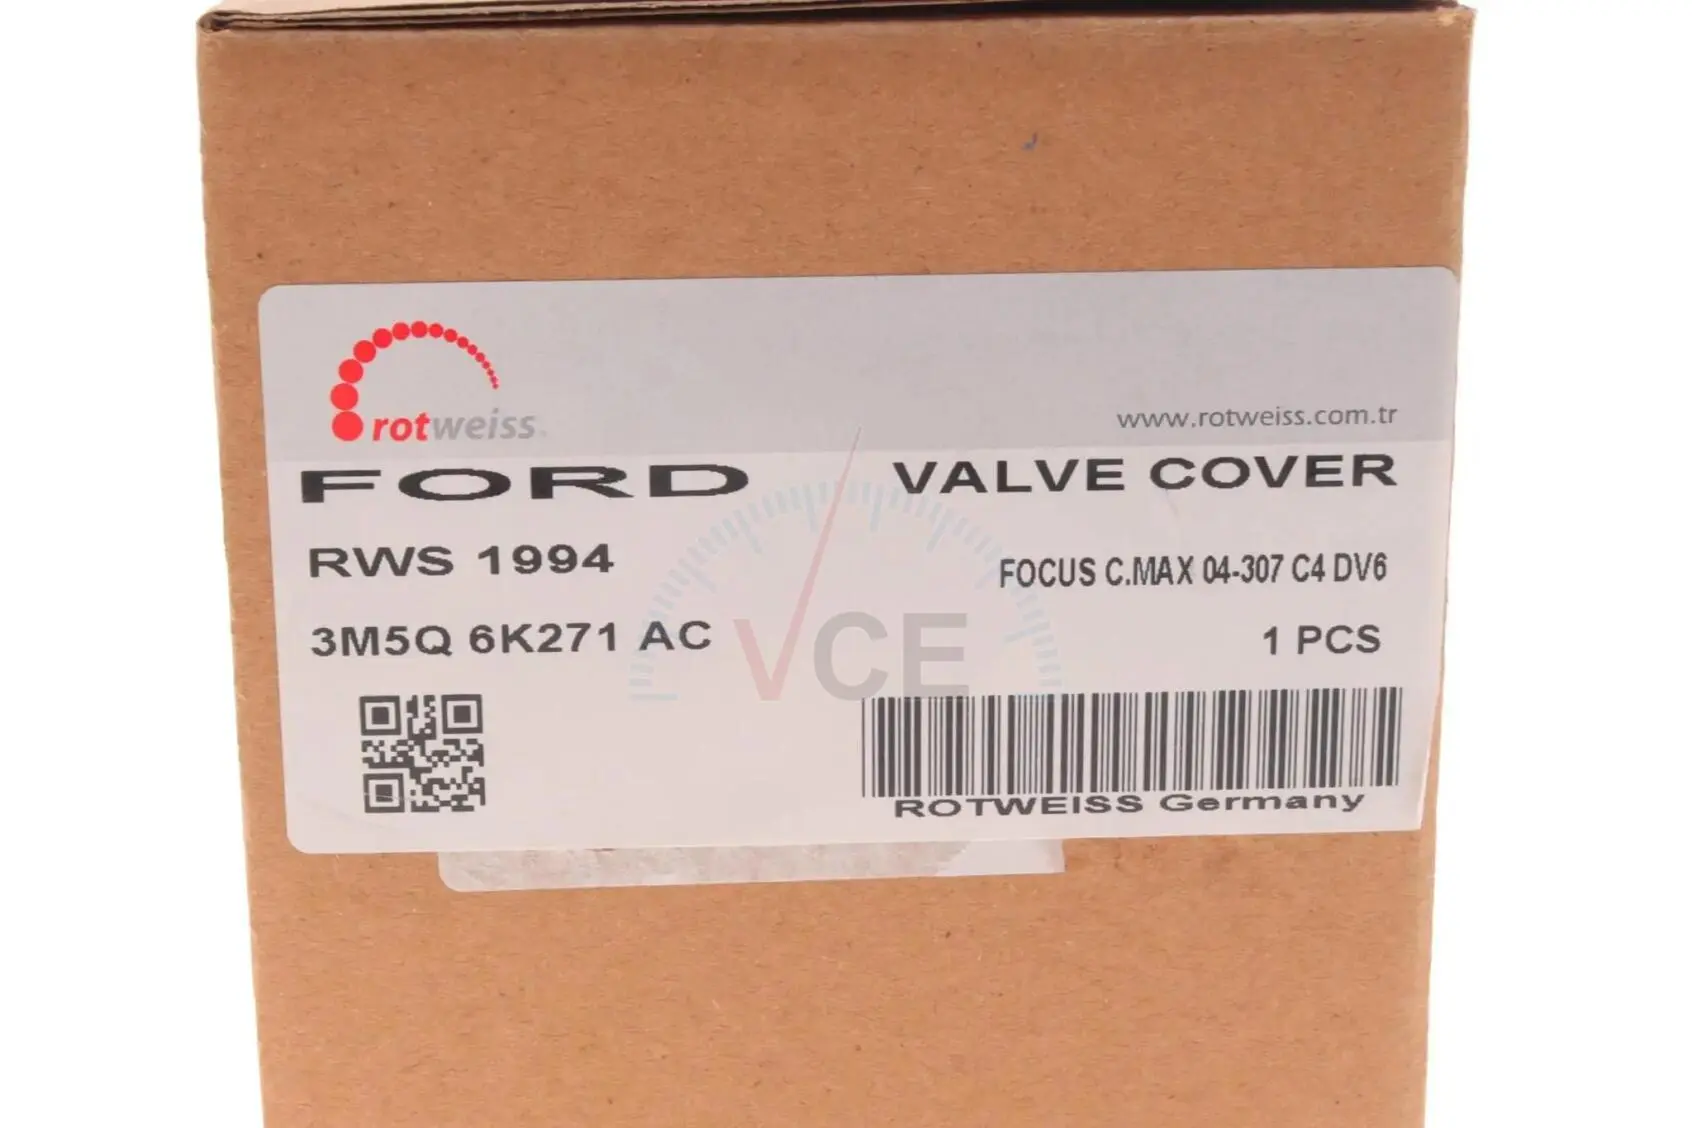 rotweiss
www.rotweiss.com.tr
FORD
VALVE COVER
RWS 1994
FOCUS C.MAX 04-307 C4 DV6
3M5Q 6K271 AC
1 PCS
VCE
ROTWEISS Germany